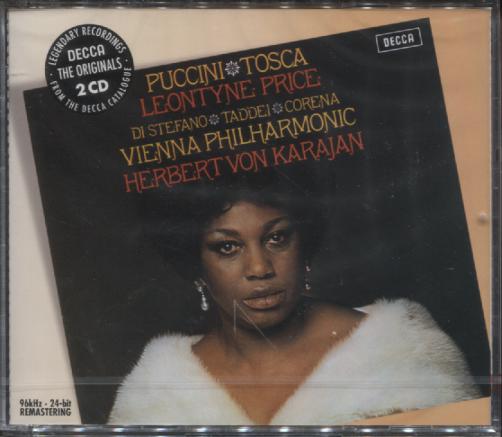 LEGENDARY RECORDINGS
DECCA
THE ORIGINALS
2 CD
FROM THE DECCA CATALOGUE
DECCA
PUCCINI TOSCA
LEONTYNE PRICE
DI STEFANO TADDEI CORENA
VIENNA PHILHARMONIC
HERBERT VON KARAJAN
96kHz - 24-bit
REMASTERING